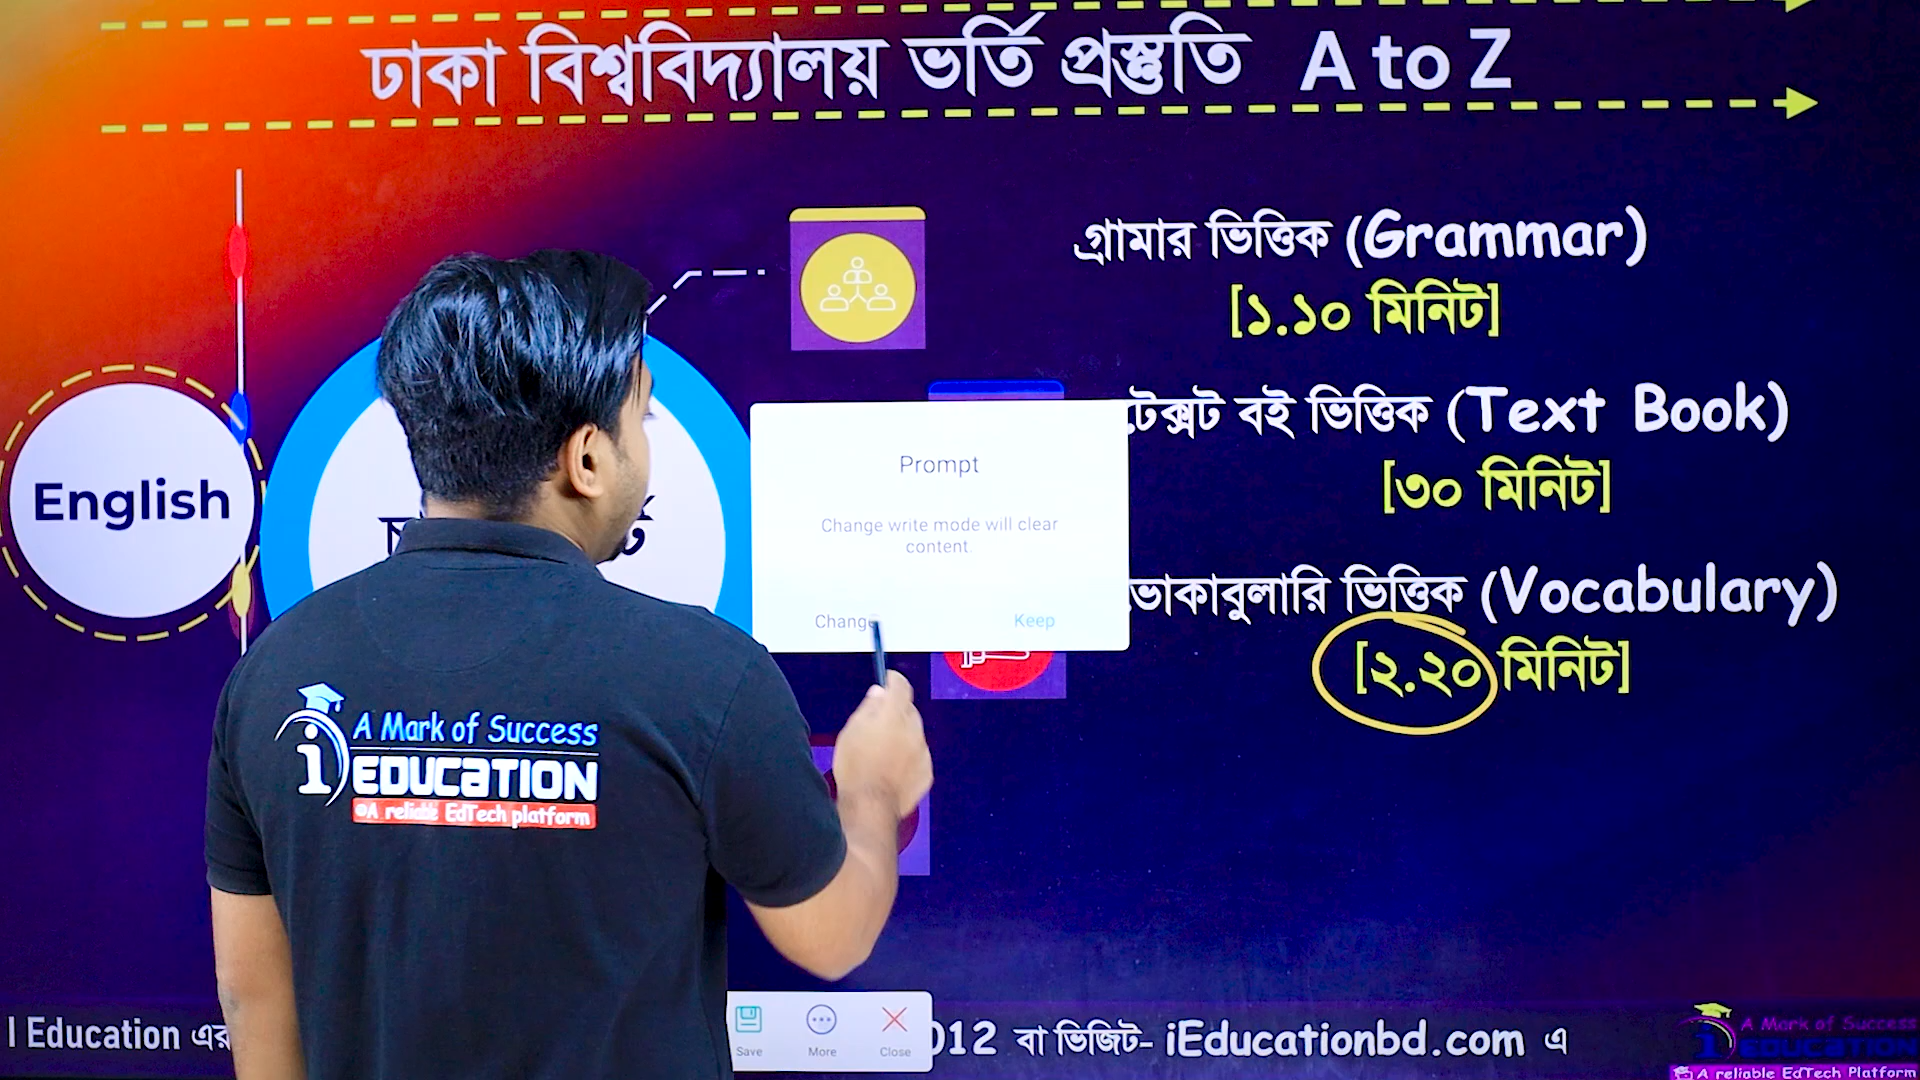 ঢাকা বিশ্ববিদ্যালয় ভর্তি প্রস্তুতি A to Z
গ্রামার ভিত্তিক (Grammar)
[১.১০ মিনিট]
টেক্সট বই ভিত্তিক (Text Book)
[৩০ মিনিট]
ভোকাবুলারি ভিত্তিক (Vocabulary)
[২.২০ মিনিট]
English
Prompt
Change write mode will clear
content.
Change Keep
A Mark of Success
i EDUCATION
A reliable EdTech platform
Save More Close
I Education এর
012 বা ভিজিট- iEducationbd.com এ
A Mark of Success
i EDUCATION
A reliable EdTech Platform